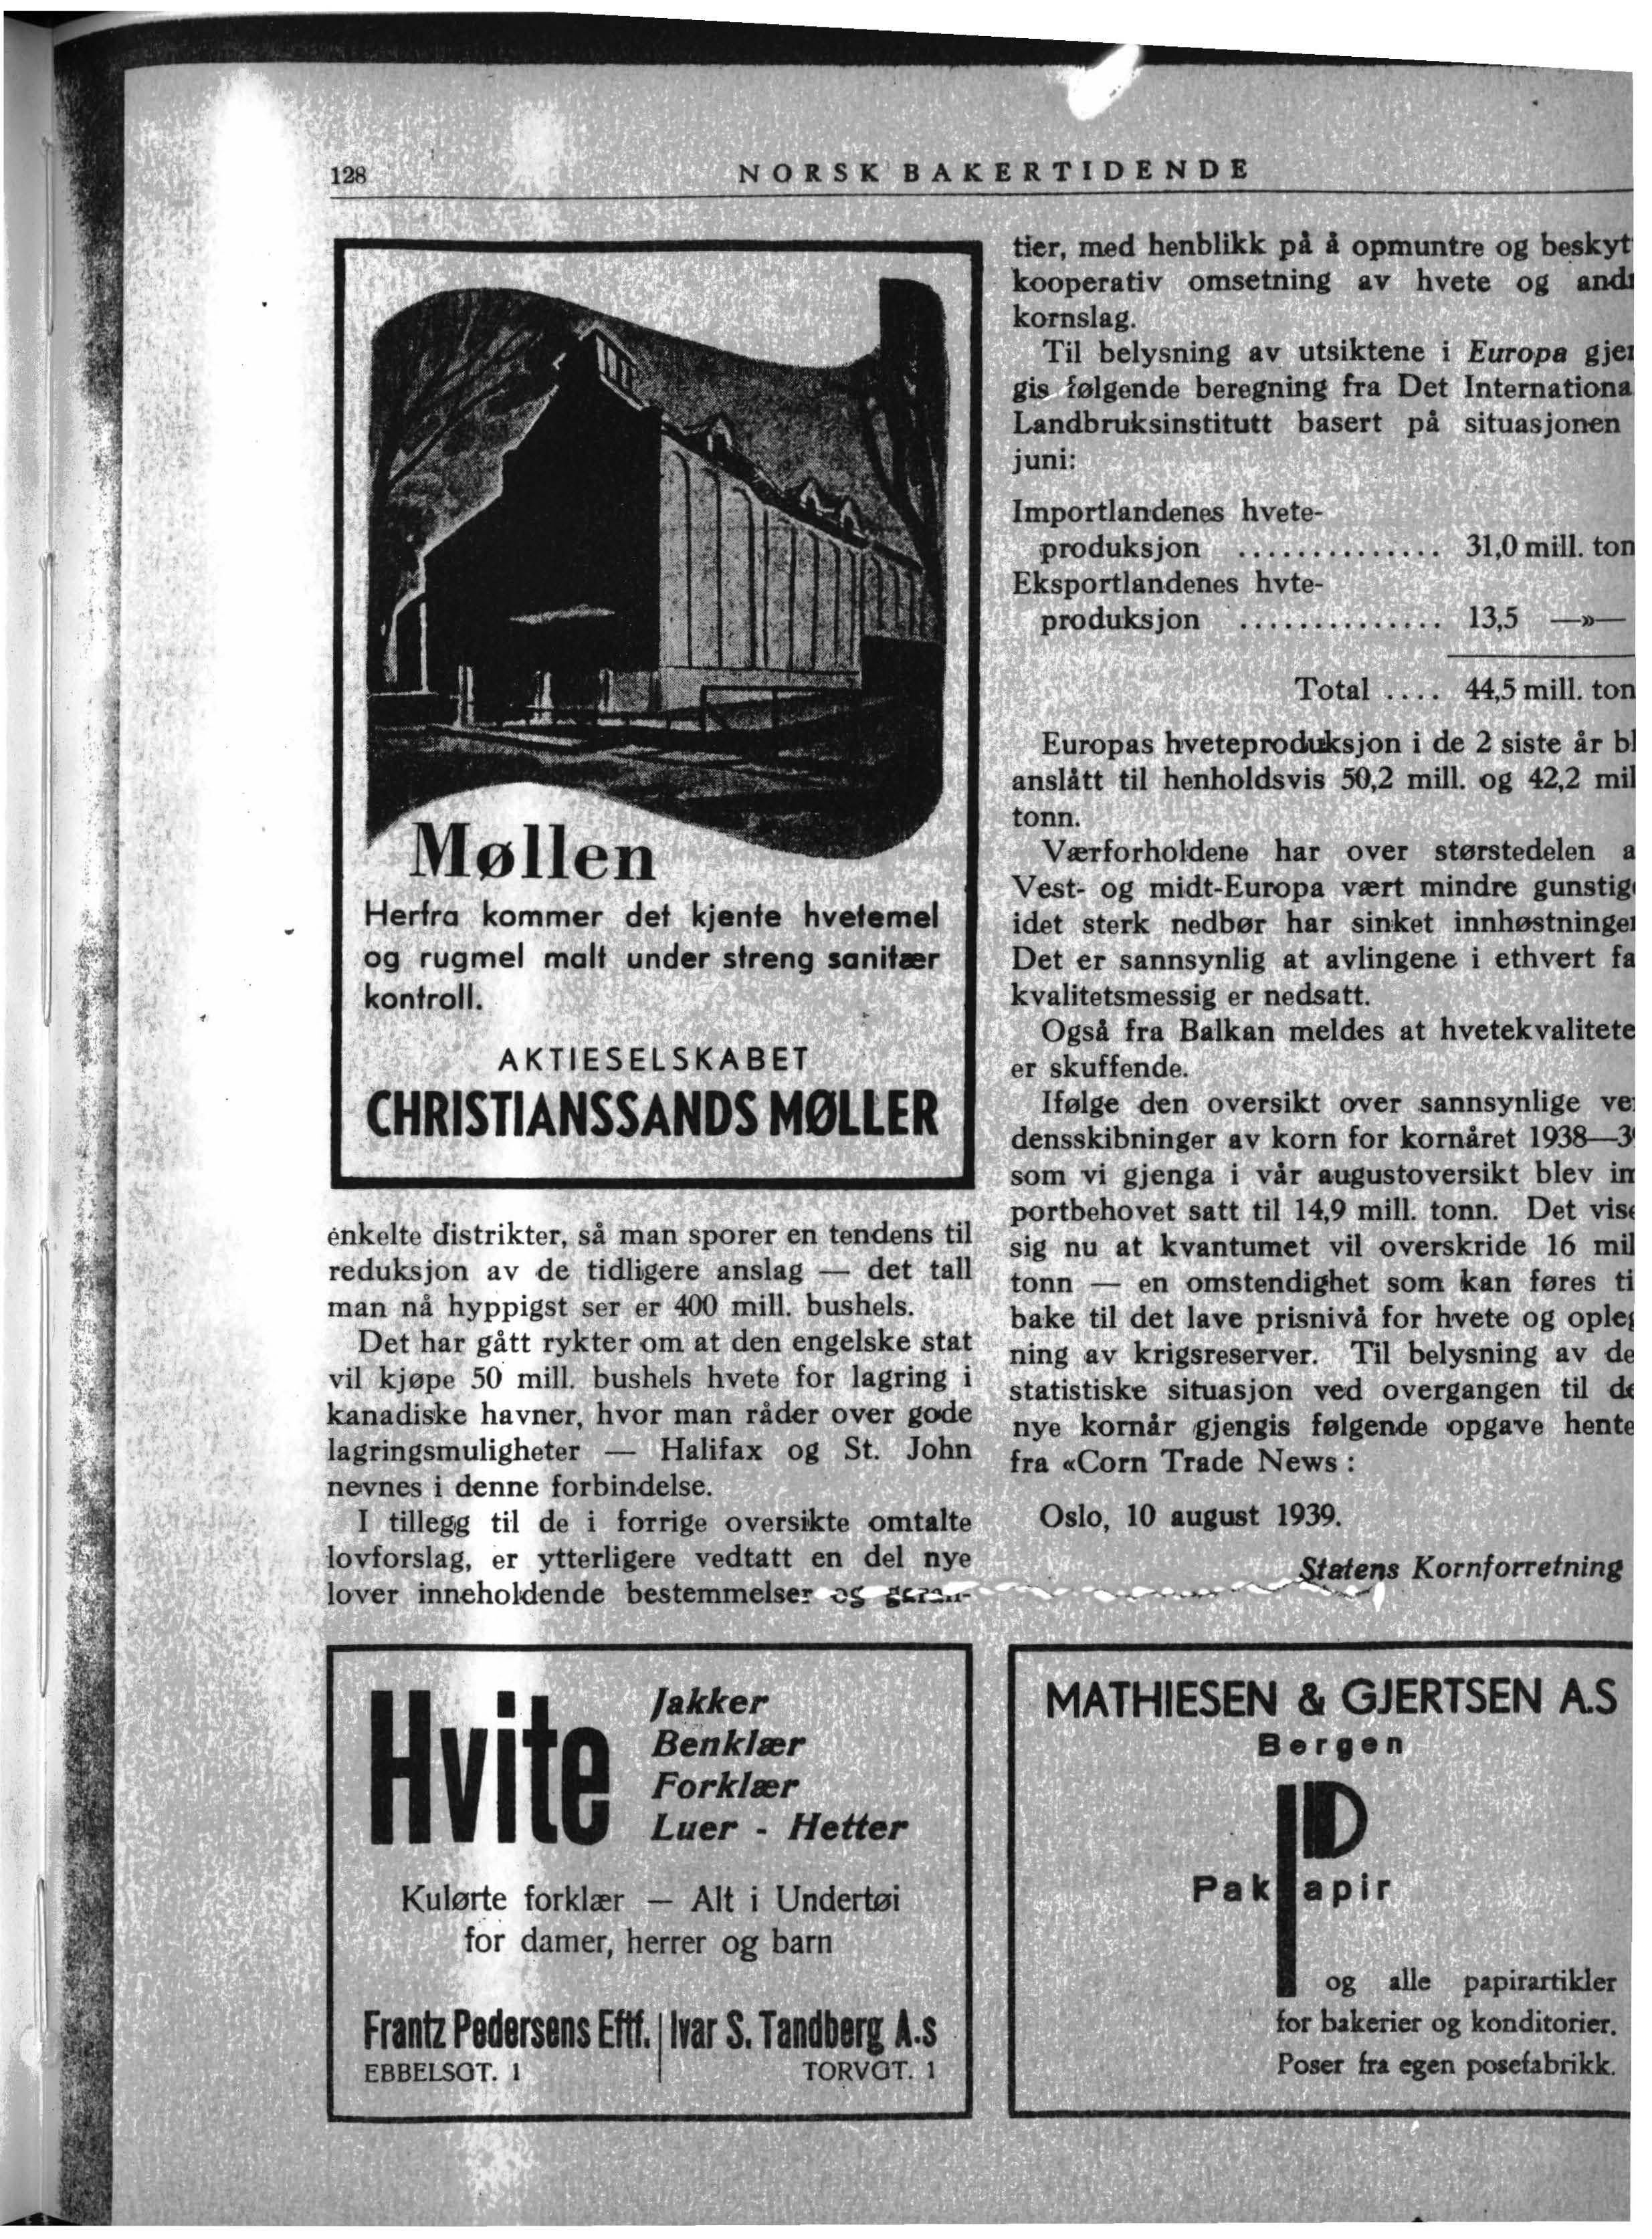 128
NORSK BAKERTIDENDE
Møllen
Herfra kommer det kjente hvetemel
og rugmel malt under streng sanitær
kontroll.
AKTIESELSKABET
CHRISTIANSSANDS MØLLER
enkelte distrikter, så man sporer en tendens til
reduksjon av de tidligere anslag — det tall
man nå hyppigst ser er 400 mill. bushels.
Det har gått rykter om at den engelske stat
vil kjøpe 50 mill. bushels hvete for lagring i
kanadiske havner, hvor man råder over gode
lagringsmuligheter — Halifax og St. John
nevnes i denne forbindelse.
I tillegg til de i forrige oversikte omtalte
lovforslag, er ytterligere vedtatt en del nye
lover inneholdende bestemmelser og garan-
tier, med henblikk på å opmuntre og beskyt
kooperativ omsetning av hvete og and
kornslag.
Til belysning av utsiktene i Europa gje
gis følgende beregning fra Det Internationa
Landbruksinstitutt basert på situasjonen
juni:
Importlandenes hvete-
produksjon .............. 31,0 mill. ton
Eksportlandenes hvte-
produksjon .............. 13,5 —»—
Total .... 44,5 mill. ton
Europas hveteproduksjon i de 2 siste år bl
anslått til henholdsvis 50,2 mill. og 42,2 mil
tonn.
Værforholdene har over størstedelen a
Vest- og midt-Europa vært mindre gunstig
idet sterk nedbør har sinket innhøstninge
Det er sannsynlig at avlingene i ethvert fa
kvalitetsmessig er nedsatt.
Også fra Balkan meldes at hvetekvalitete
er skuffende.
Ifølge den oversikt over sannsynlige ve
densskibninger av korn for kornåret 1938—3
som vi gjenga i vår augustoversikt blev im
portbehovet satt til 14,9 mill. tonn. Det vis
sig nu at kvantumet vil overskride 16 mil
tonn — en omstendighet som kan føres ti
bake til det lave prisnivå for hvete og ople
ning av krigsreserver. Til belysning av de
statistiske situasjon ved overgangen til d
nye kornår gjengis følgende opgave hente
fra «Corn Trade News :
Oslo, 10 august 1939.
Statens Kornforretning
Hvite
Jakker
Benklær
Forklær
Luer - Hetter
Kulørte forklær — Alt i Undertøi
for damer, herrer og barn
Frantz Pedersens Eftf. | Ivar S. Tandberg A.s
EBBELSGT. 1 TORVGT. 1
MATHIESEN & GJERTSEN A.S
Bergen
Pakpapir
og alle papirartikler
for bakerier og konditorier.
Poser fra egen posefabrikk.